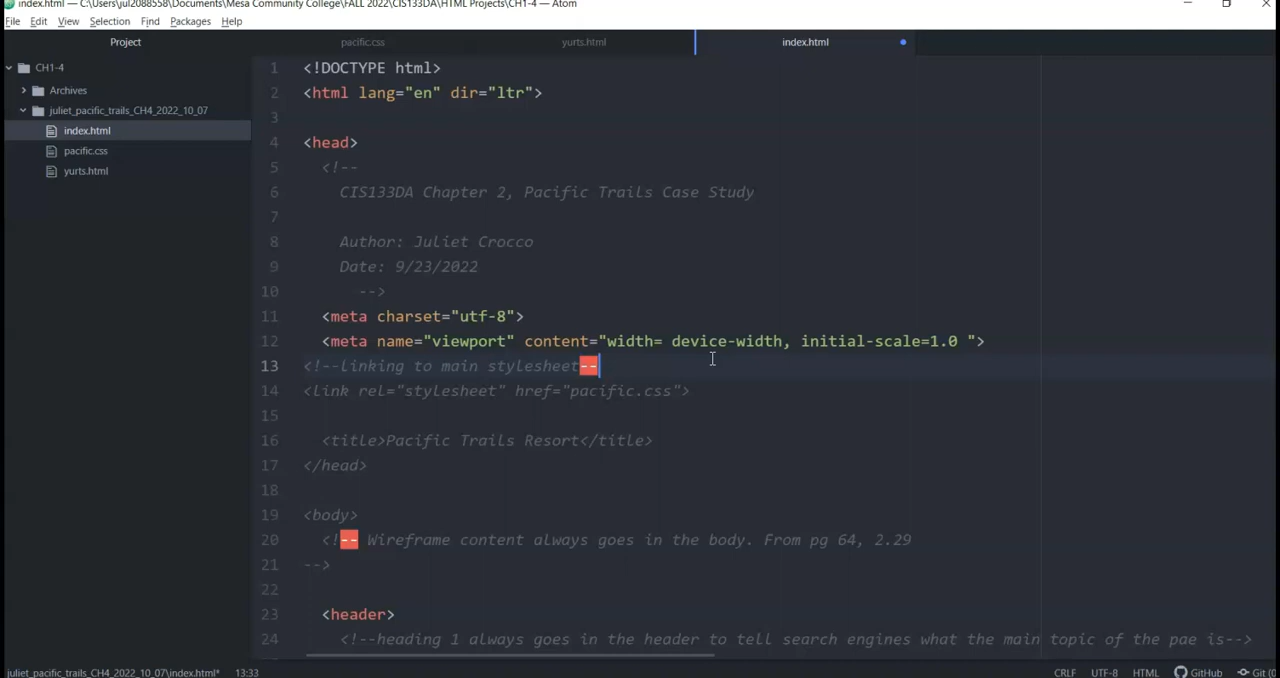 index.html — C:\Users\jul2088558\Documents\Mesa Community College\FALL 2022\CIS133DA\HTML Projects\CH1-4 — Atom
File Edit View Selection Find Packages Help
Project pacific.css yurts.html index.html
CH1-4
Archives
juliet_pacific_trails_CH4_2022_10_07
index.html
pacific.css
yurts.html
1 <!DOCTYPE html>
2 <html lang="en" dir="ltr">
3
4 <head>
5 <!--
6 CIS133DA Chapter 2, Pacific Trails Case Study
7
8 Author: Juliet Crocco
9 Date: 9/23/2022
10 -->
11 <meta charset="utf-8">
12 <meta name="viewport" content="width= device-width, initial-scale=1.0 ">
13 <!--linking to main stylesheet--
14 <link rel="stylesheet" href="pacific.css">
15
16 <title>Pacific Trails Resort</title>
17 </head>
18
19 <body>
20 <!-- Wireframe content always goes in the body. From pg 64, 2.29
21 -->
22
23 <header>
24 <!--heading 1 always goes in the header to tell search engines what the main topic of the pae is-->
juliet_pacific_trails_CH4_2022_10_07\index.html* 13:33 CRLF UTF-8 HTML GitHub Git (0